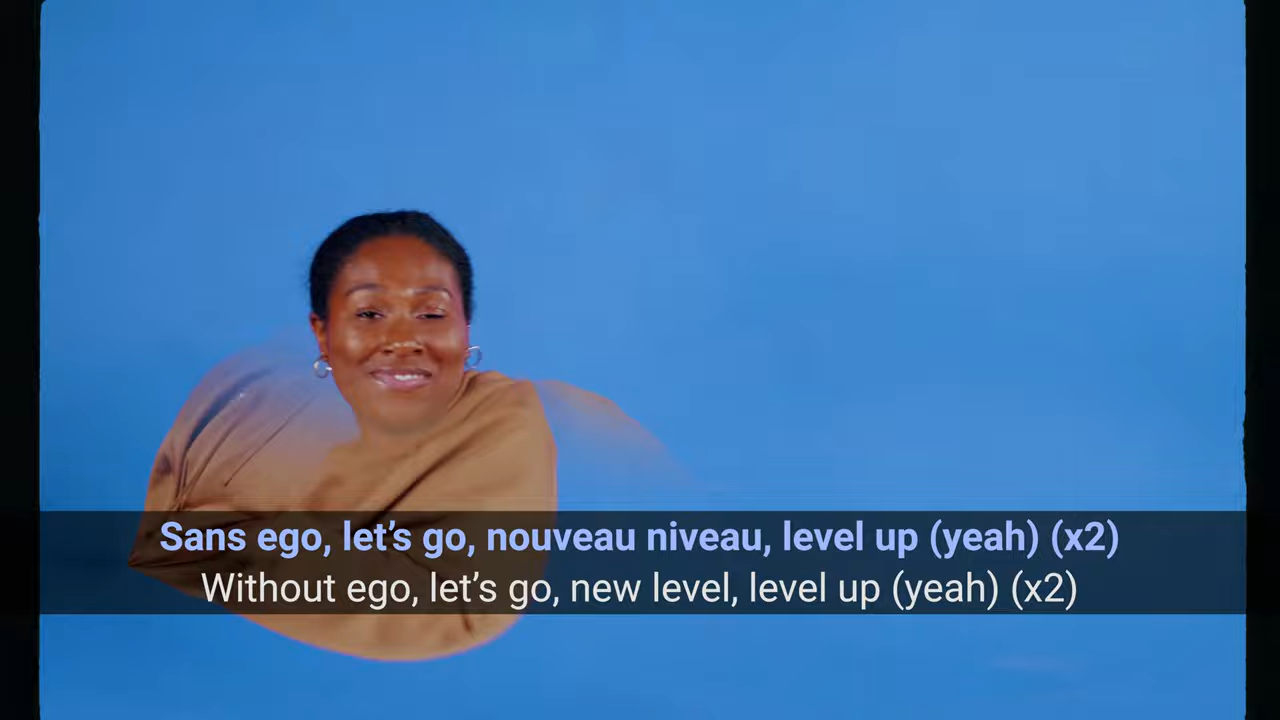 Sans ego, let’s go, nouveau niveau, level up (yeah) (x2)
Without ego, let’s go, new level, level up (yeah) (x2)